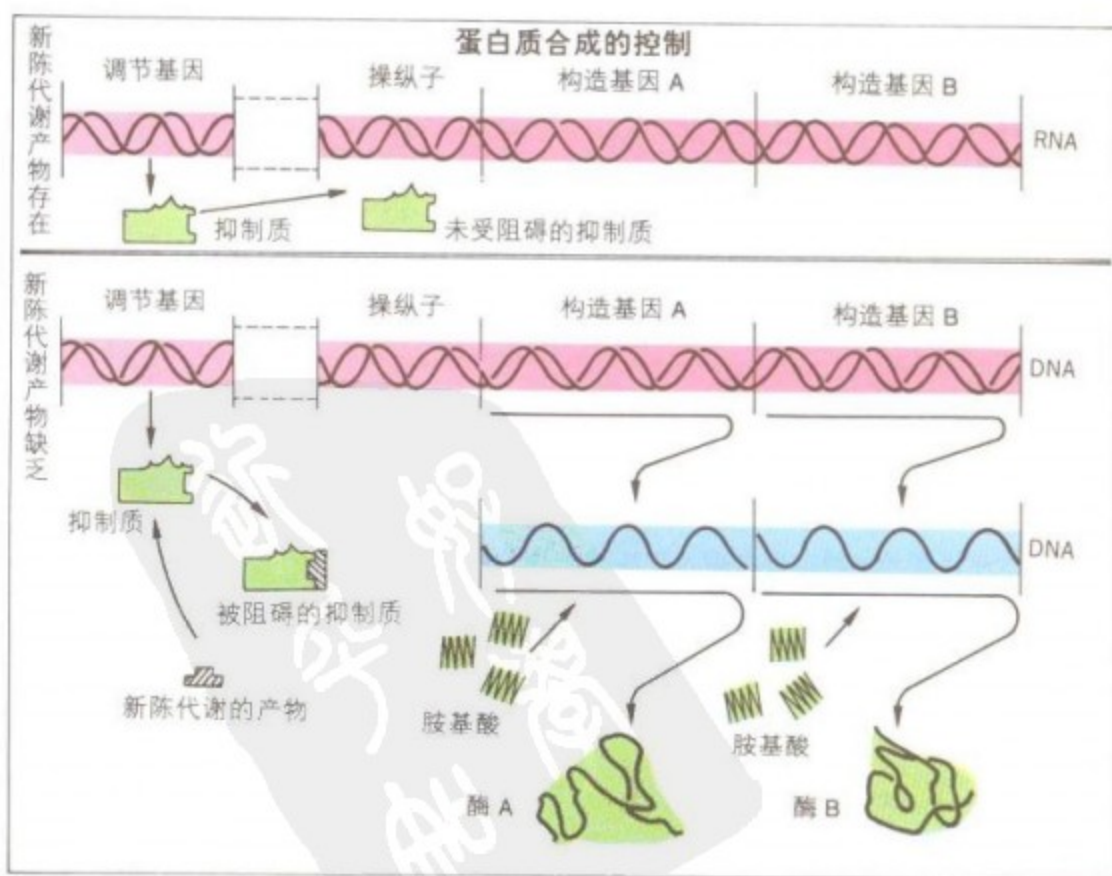 蛋白质合成的控制
新陈代谢产物存在
调节基因
操纵子
构造基因 A
构造基因 B
RNA
抑制质
未受阻碍的抑制质
新陈代谢产物缺乏
调节基因
操纵子
构造基因 A
构造基因 B
DNA
抑制质
DNA
被阻碍的抑制质
新陈代谢的产物
胺基酸
胺基酸
酶 A
酶 B